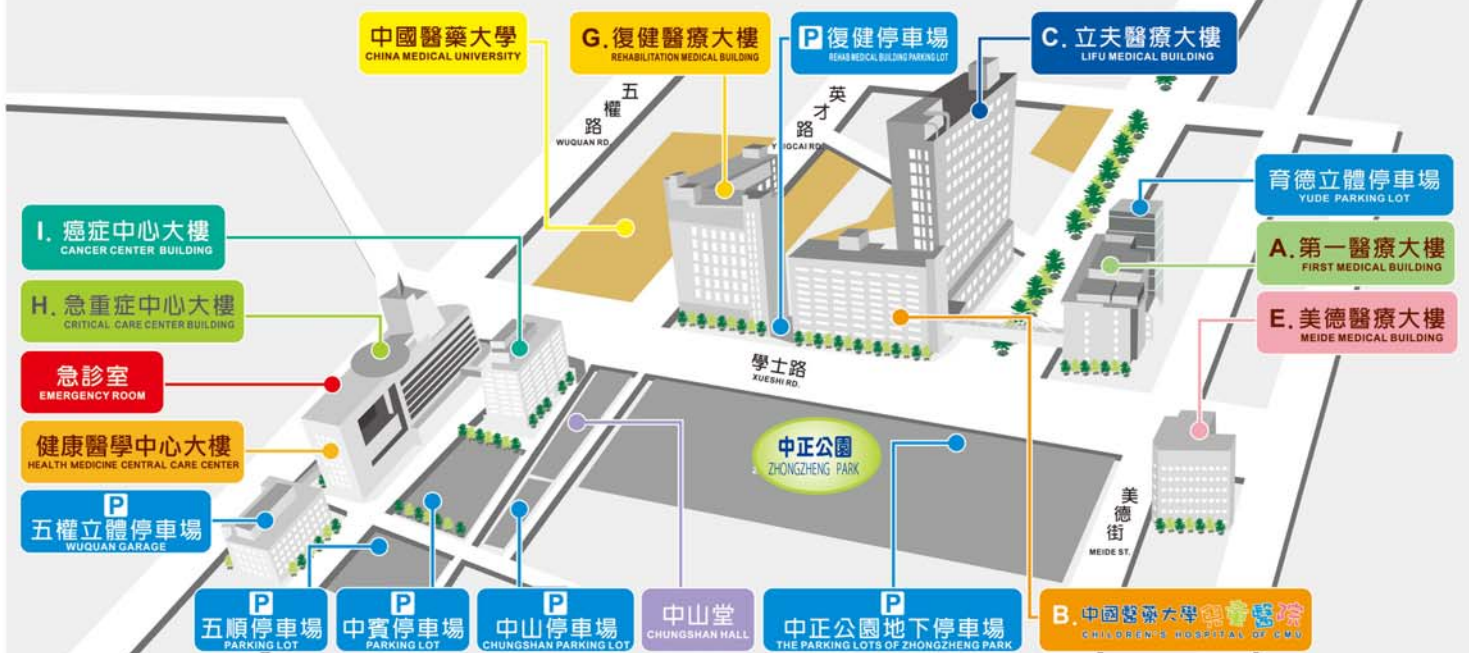 中國醫藥大學
CHINA MEDICAL UNIVERSITY
G. 復健醫療大樓
REHABILITATION MEDICAL BUILDING
P 復健停車場
REHAB MEDICAL BUILDING PARKING LOT
C. 立夫醫療大樓
LIFU MEDICAL BUILDING
五權路
WUQUAN RD.
英才路
YINGCAI RD.
育德立體停車場
YUDE PARKING LOT
I. 癌症中心大樓
CANCER CENTER BUILDING
A. 第一醫療大樓
FIRST MEDICAL BUILDING
H. 急重症中心大樓
CRITICAL CARE CENTER BUILDING
E. 美德醫療大樓
MEIDE MEDICAL BUILDING
急診室
EMERGENCY ROOM
學士路
XUESHI RD.
健康醫學中心大樓
HEALTH MEDICINE CENTRAL CARE CENTER
中正公園
ZHONGZHENG PARK
P
五權立體停車場
WUQUAN GARAGE
美德街
MEIDE ST.
P
五順停車場
PARKING LOT
P
中賓停車場
PARKING LOT
P
中山停車場
CHUNGSHAN PARKING LOT
中山堂
CHUNGSHAN HALL
P
中正公園地下停車場
THE PARKING LOTS OF ZHONGZHENG PARK
B. 中國醫藥大學兒童醫院
CHILDREN'S HOSPITAL OF CMU